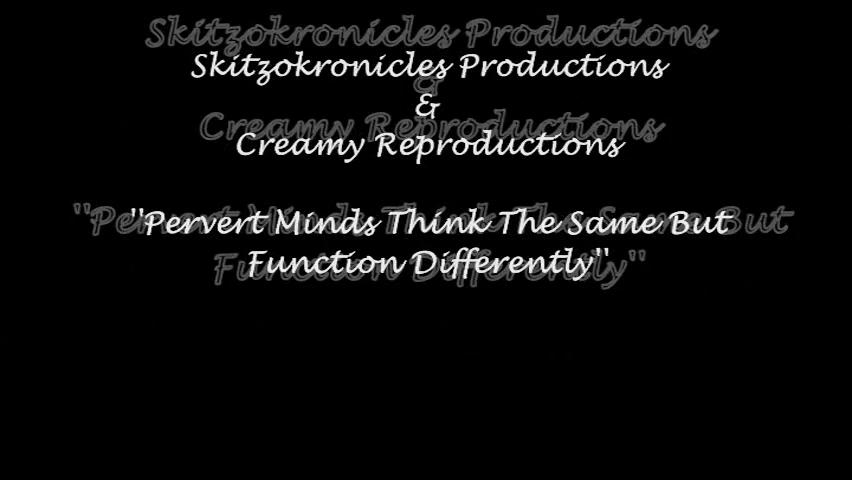 Skitzokronicles Productions
&
Creamy Reproductions
"Pervert Minds Think The Same But
Function Differently"